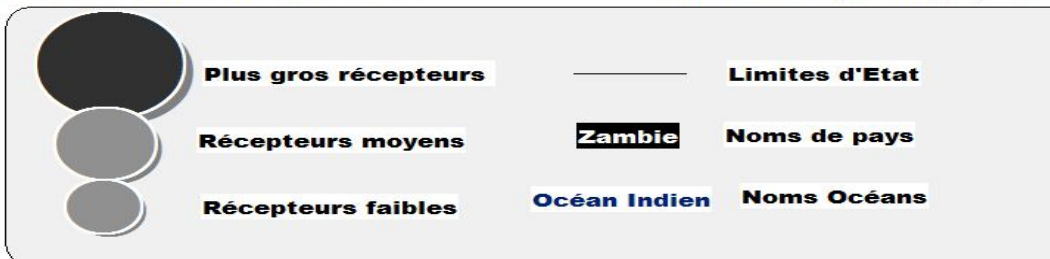 Plus gros récepteurs
Limites d'Etat
Récepteurs moyens
Zambie
Noms de pays
Récepteurs faibles
Océan Indien
Noms Océans